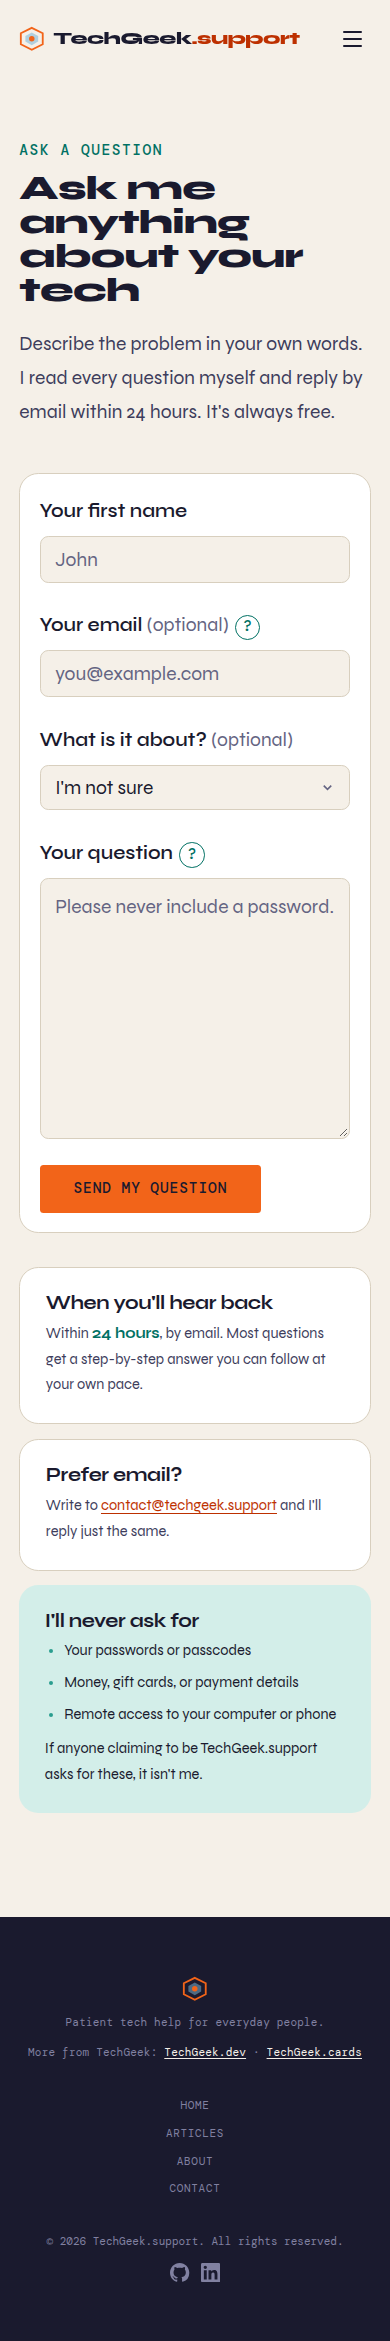 TechGeek.support
ASK A QUESTION
Ask me
anything
about your
tech
Describe the problem in your own words.
I read every question myself and reply by
email within 24 hours. It's always free.
Your first name
John
Your email (optional) ?
you@example.com
What is it about? (optional)
I'm not sure
Your question ?
Please never include a password.
SEND MY QUESTION
When you'll hear back
Within 24 hours, by email. Most questions
get a step-by-step answer you can follow at
your own pace.
Prefer email?
Write to contact@techgeek.support and I'll
reply just the same.
I'll never ask for
• Your passwords or passcodes
• Money, gift cards, or payment details
• Remote access to your computer or phone
If anyone claiming to be TechGeek.support
asks for these, it isn't me.
Patient tech help for everyday people.
More from TechGeek: TechGeek.dev · TechGeek.cards
HOME
ARTICLES
ABOUT
CONTACT
© 2026 TechGeek.support. All rights reserved.
in